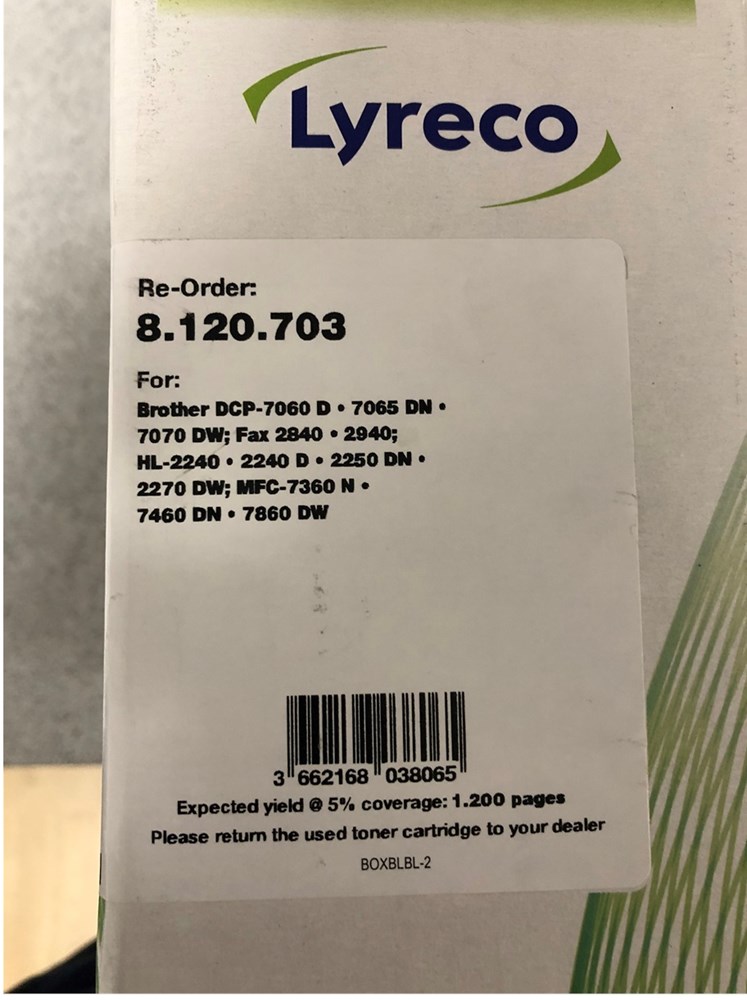 Lyreco
Re-Order:
8.120.703
For:
Brother DCP-7060 D • 7065 DN •
7070 DW; Fax 2840 • 2940;
HL-2240 • 2240 D • 2250 DN •
2270 DW; MFC-7360 N •
7460 DN • 7860 DW
3 662168 038065
Expected yield @ 5% coverage: 1.200 pages
Please return the used toner cartridge to your dealer
BOXBLBL-2